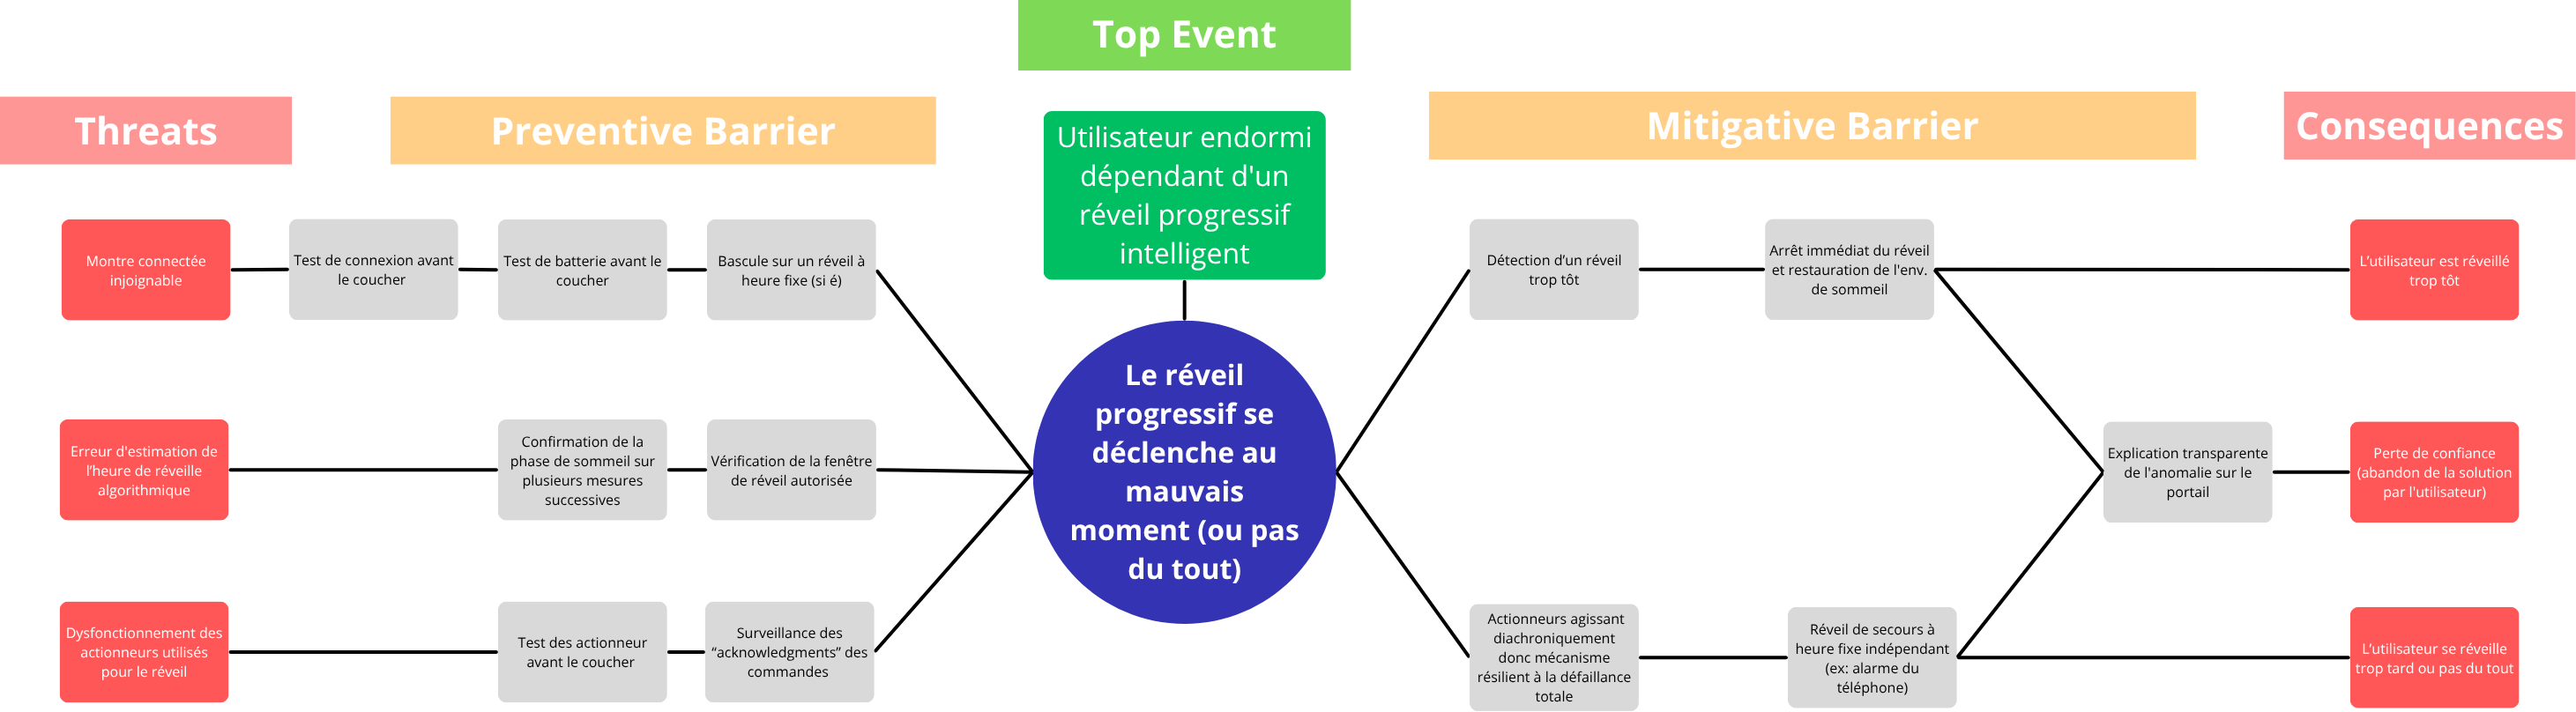 Top Event
Threats
Preventive Barrier
Mitigative Barrier
Consequences
Utilisateur endormi
dépendant d'un
réveil progressif
intelligent
Montre connectée
injoignable
Test de connexion avant
le coucher
Test de batterie avant le
coucher
Bascule sur un réveil à
heure fixe (si é)
Détection d’un réveil
trop tôt
Arrêt immédiat du réveil
et restauration de l'env.
de sommeil
L’utilisateur est réveillé
trop tôt
Le réveil
progressif se
déclenche au
mauvais
moment (ou pas
du tout)
Erreur d'estimation de
l’heure de réveille
algorithmique
Confirmation de la
phase de sommeil sur
plusieurs mesures
successives
Vérification de la fenêtre
de réveil autorisée
Explication transparente
de l'anomalie sur le
portail
Perte de confiance
(abandon de la solution
par l'utilisateur)
Dysfonctionnement des
actionneurs utilisés
pour le réveil
Test des actionneur
avant le coucher
Surveillance des
“acknowledgments” des
commandes
Actionneurs agissant
diachroniquement
donc mécanisme
résilient à la défaillance
totale
Réveil de secours à
heure fixe indépendant
(ex: alarme du
téléphone)
L’utilisateur se réveille
trop tard ou pas du tout